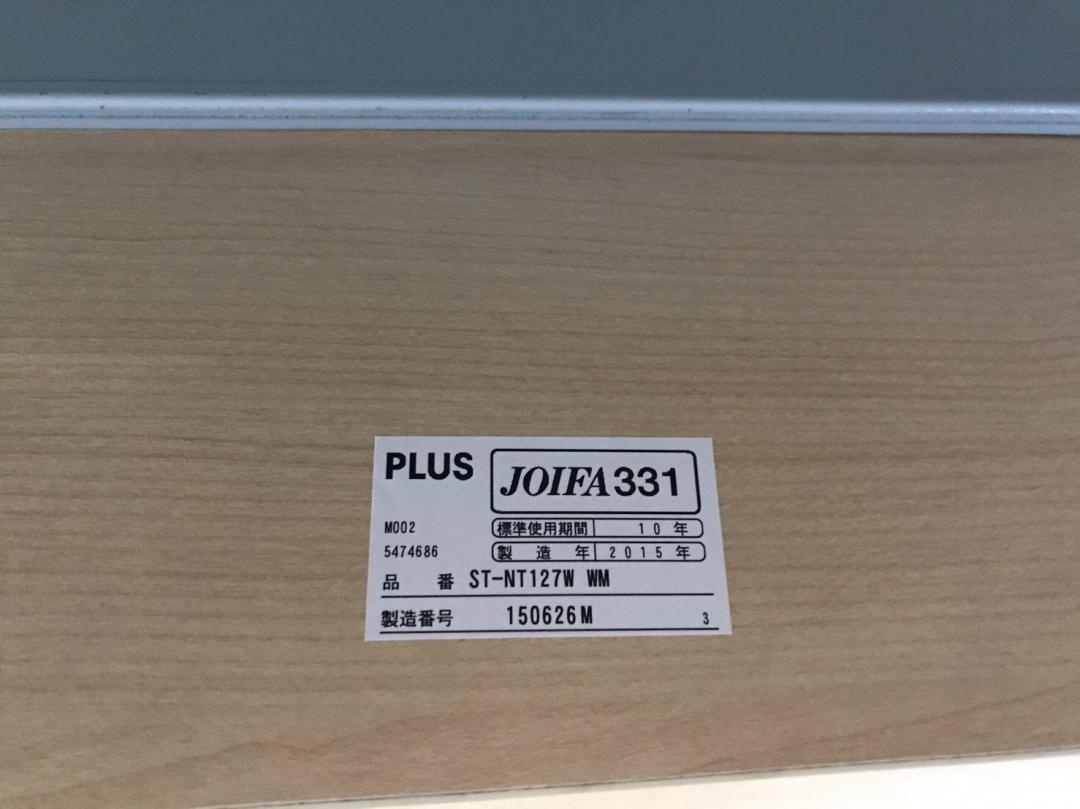 PLUS JOIFA331
M002 標準使用期間 10年
5474686 製造年 2015年
品番 ST-NT127W WM
製造番号 150626M 3